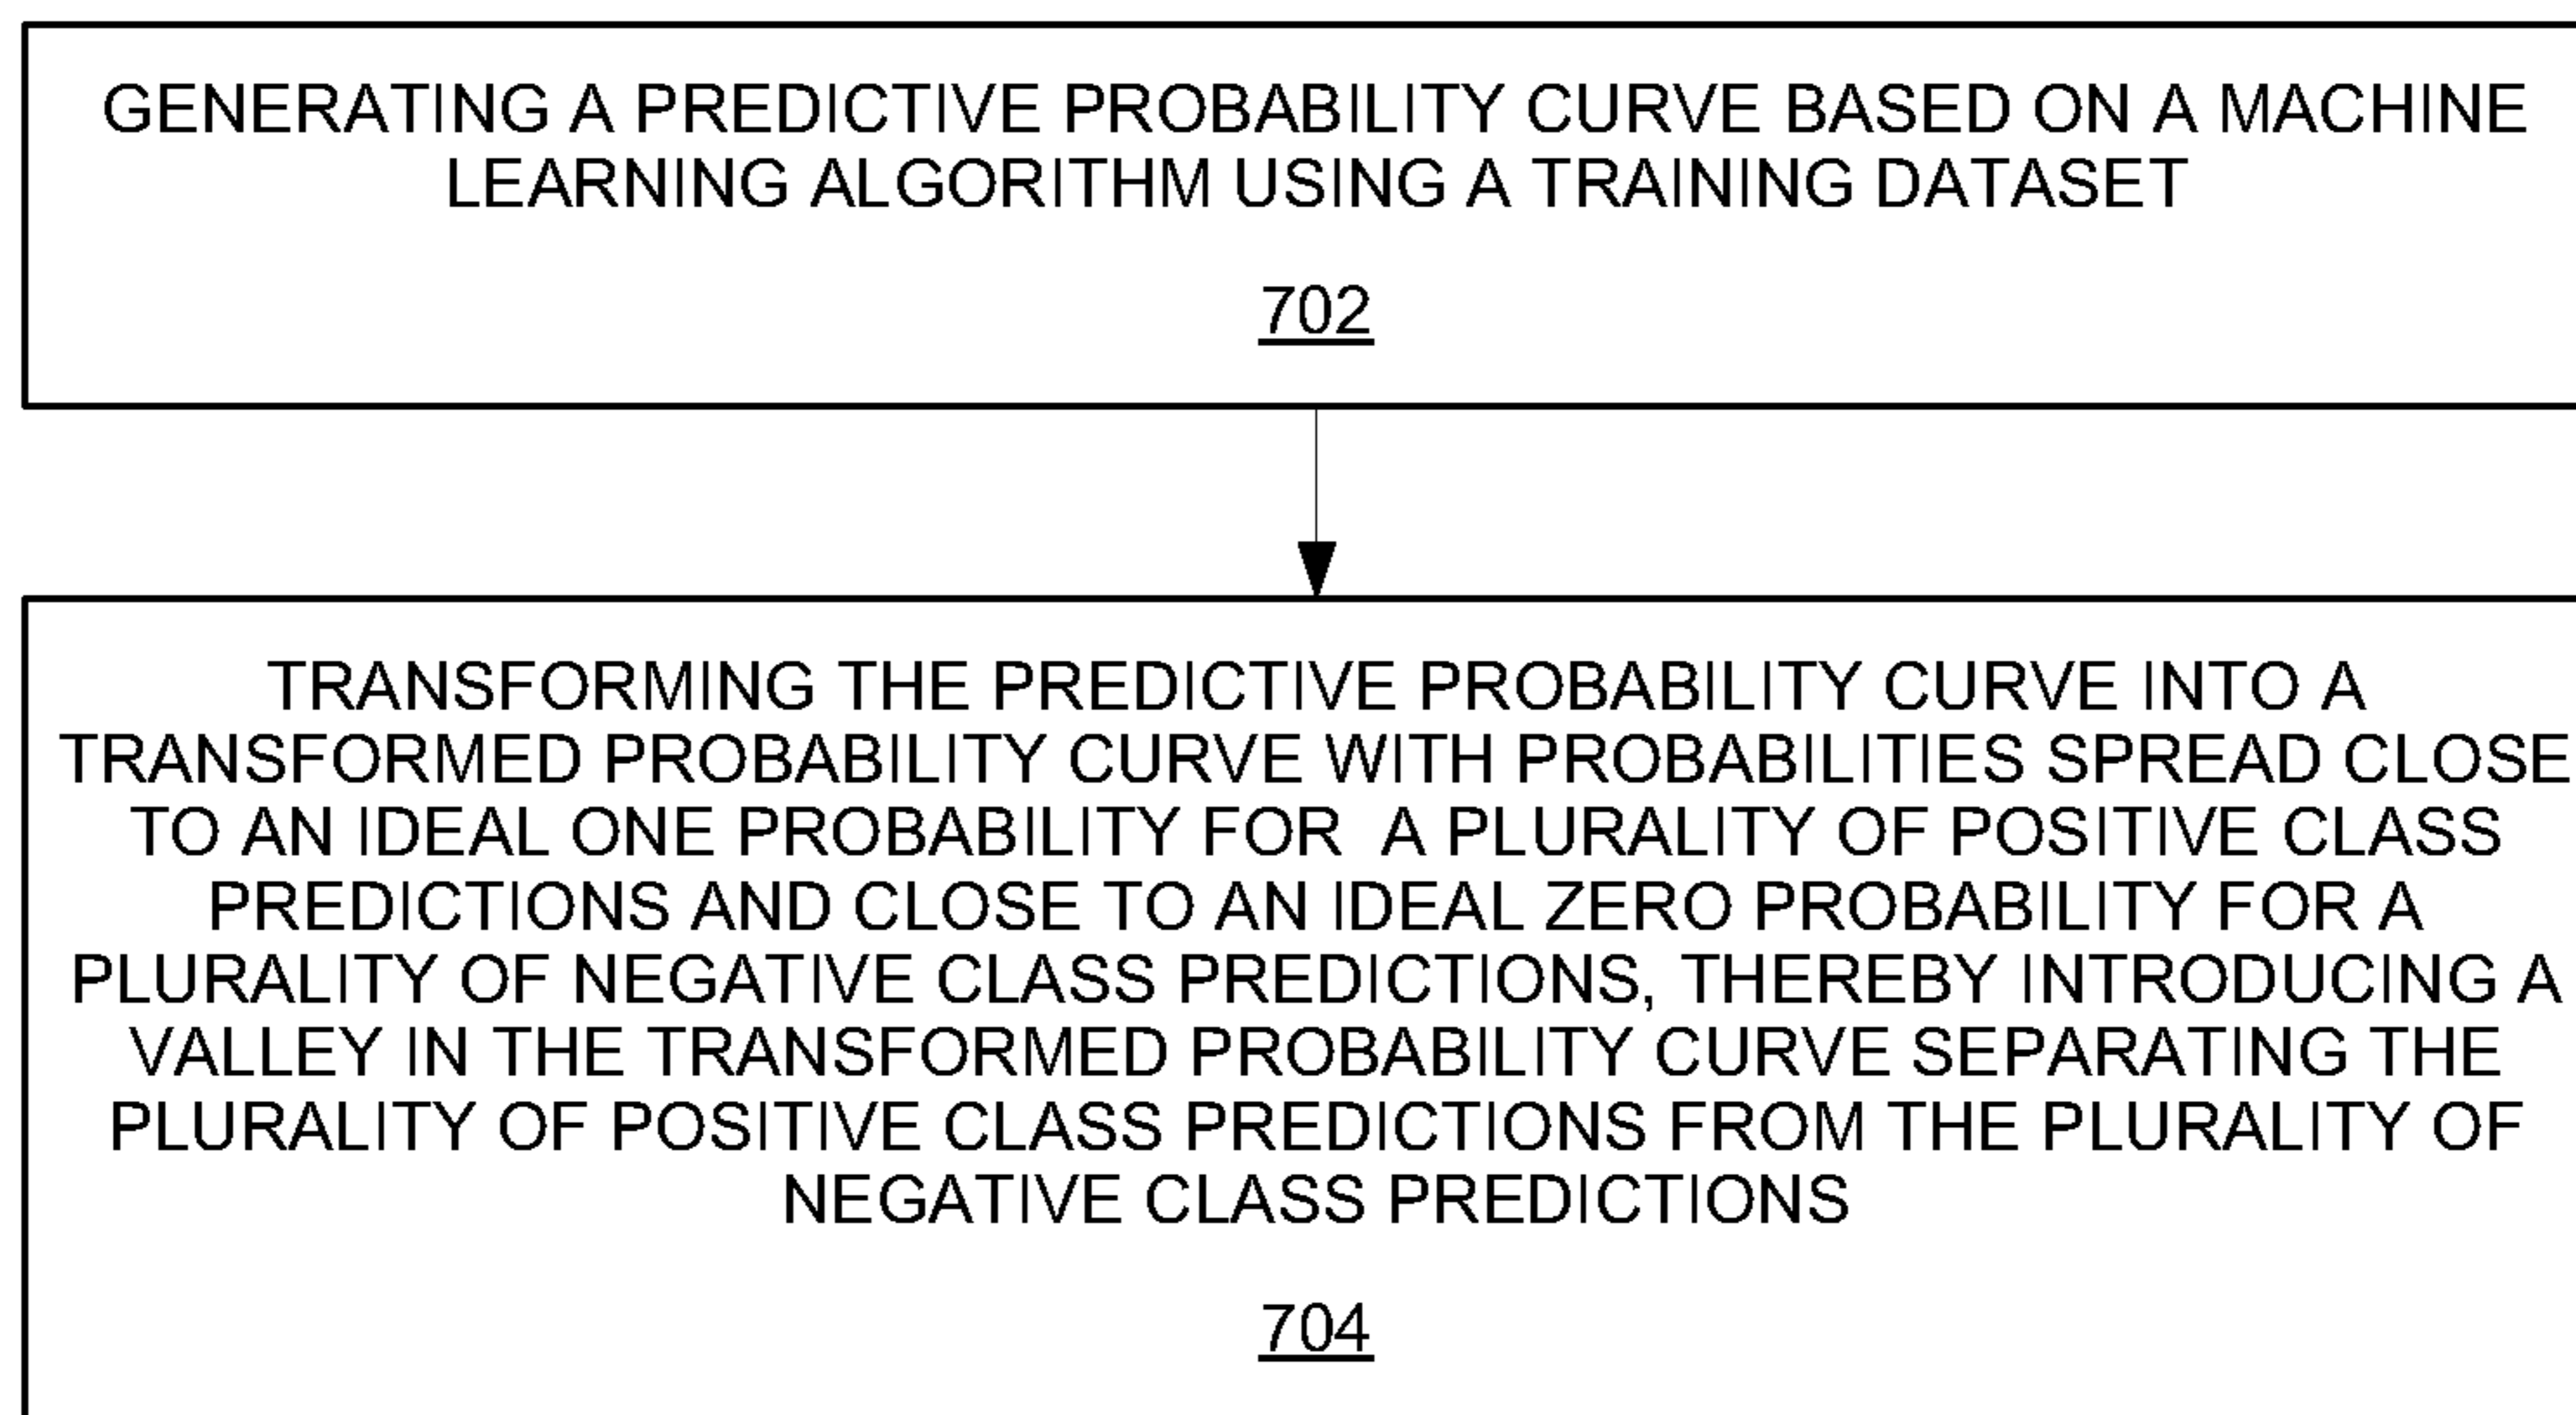 GENERATING A PREDICTIVE PROBABILITY CURVE BASED ON A MACHINE
LEARNING ALGORITHM USING A TRAINING DATASET
702
TRANSFORMING THE PREDICTIVE PROBABILITY CURVE INTO A
TRANSFORMED PROBABILITY CURVE WITH PROBABILITIES SPREAD CLOSE
TO AN IDEAL ONE PROBABILITY FOR A PLURALITY OF POSITIVE CLASS
PREDICTIONS AND CLOSE TO AN IDEAL ZERO PROBABILITY FOR A
PLURALITY OF NEGATIVE CLASS PREDICTIONS, THEREBY INTRODUCING A
VALLEY IN THE TRANSFORMED PROBABILITY CURVE SEPARATING THE
PLURALITY OF POSITIVE CLASS PREDICTIONS FROM THE PLURALITY OF
NEGATIVE CLASS PREDICTIONS
704